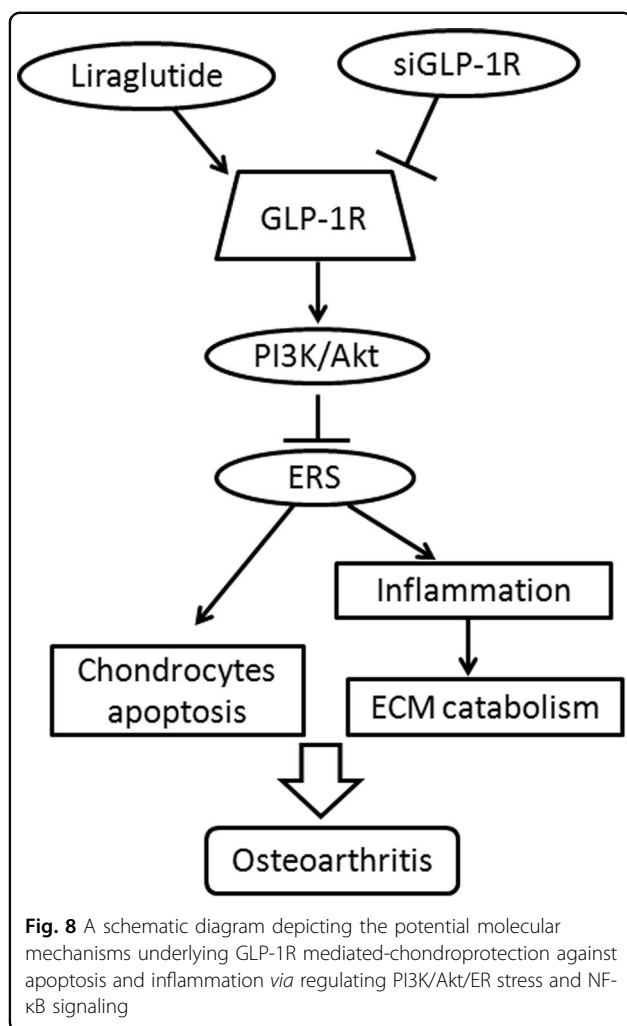 Liraglutide
siGLP-1R
GLP-1R
PI3K/Akt
ERS
Inflammation
Chondrocytes
apoptosis
ECM catabolism
Osteoarthritis
Fig. 8 A schematic diagram depicting the potential molecular
mechanisms underlying GLP-1R mediated-chondroprotection against
apoptosis and inflammation via regulating PI3K/Akt/ER stress and NF-
κB signaling